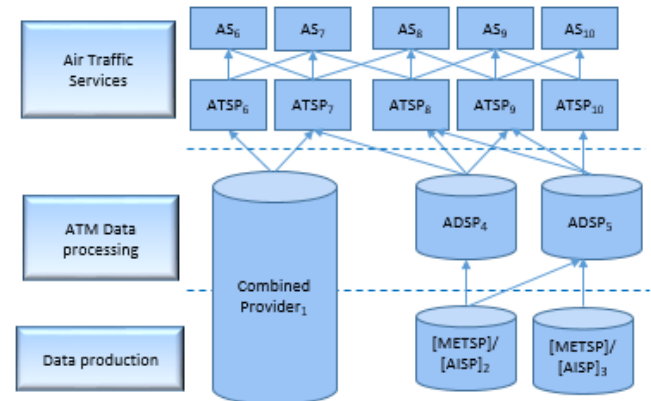 AS6 AS7 AS8 AS9 AS10
Air Traffic
Services
ATSP6 ATSP7 ATSP8 ATSP9 ATSP10
ATM Data
processing
ADSP4 ADSP5
Combined
Provider1
Data production
[METSP]/
[AISP]2
[METSP]/
[AISP]3